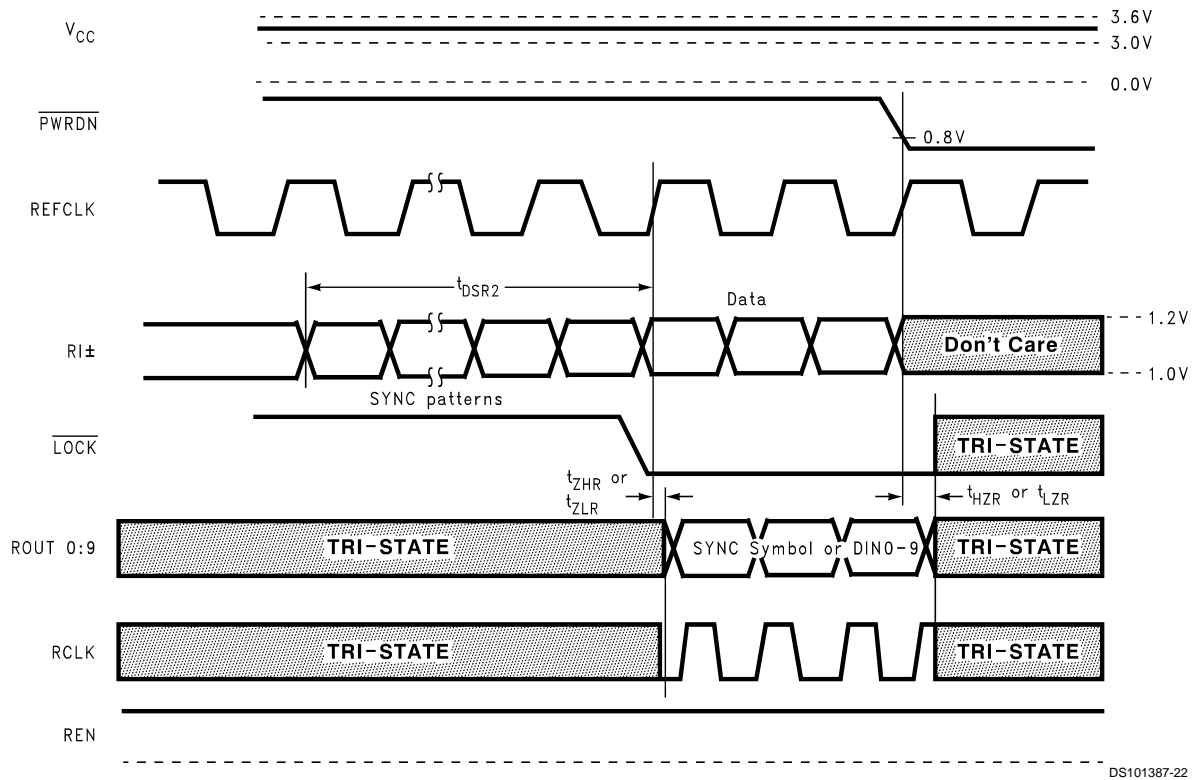 3.6V
VCC
3.0V
0.0V
PWRDN
0.8V
REFCLK
tDSR2
Data
1.2V
RI±
Don't Care
1.0V
SYNC patterns
LOCK
TRI-STATE
tZHR or
tZLR
tHZR or tLZR
ROUT 0:9
TRI-STATE
SYNC Symbol or DIN0-9
TRI-STATE
RCLK
TRI-STATE
TRI-STATE
REN
DS101387-22